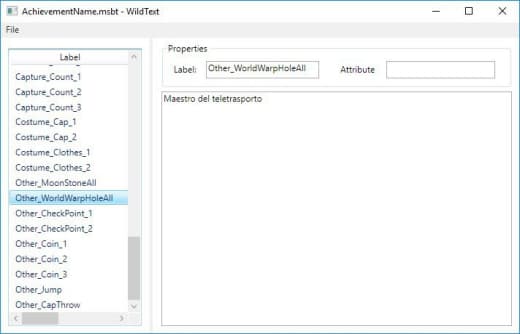 AchievementName.msbt - WildText
File
Label
Capture_Count_1
Capture_Count_2
Capture_Count_3
Costume_Cap_1
Costume_Cap_2
Costume_Clothes_1
Costume_Clothes_2
Other_MoonStoneAll
Other_WorldWarpHoleAll
Other_CheckPoint_1
Other_CheckPoint_2
Other_Coin_1
Other_Coin_2
Other_Coin_3
Other_Jump
Other_CapThrow
Properties
Label: Other_WorldWarpHoleAll Attribute
Maestro del teletrasporto